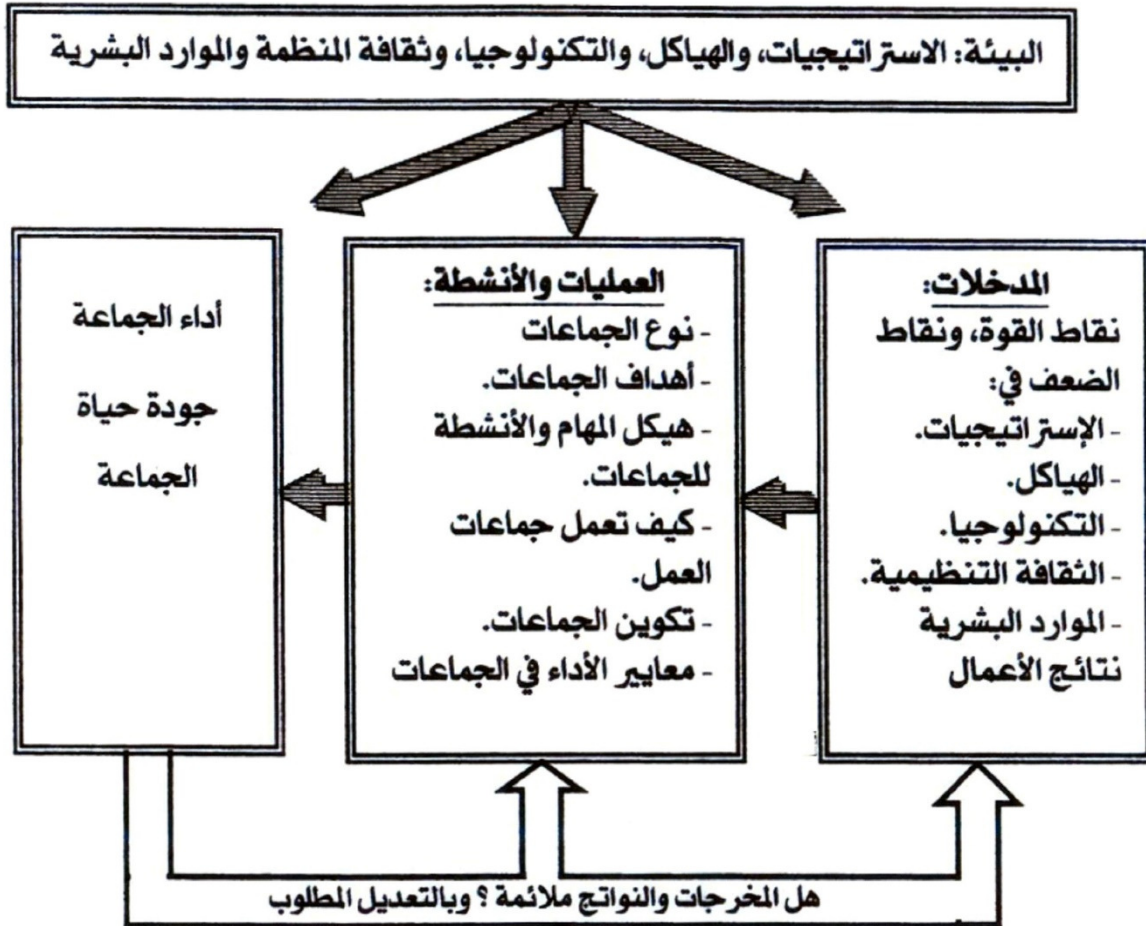 البيئة: الاستراتيجيات، والهياكل، والتكنولوجيا، وثقافة المنظمة والموارد البشرية
المدخلات:
نقاط القوة، ونقاط
الضعف في:
- الإستراتيجيات.
- الهياكل.
- التكنولوجيا.
- الثقافة التنظيمية.
- الموارد البشرية
نتائج الأعمال
العمليات والأنشطة:
- نوع الجماعات
- أهداف الجماعات.
- هيكل المهام والأنشطة
للجماعات.
- كيف تعمل جماعات
العمل.
- تكوين الجماعات.
- معايير الأداء في الجماعات
أداء الجماعة
جودة حياة
الجماعة
هل المخرجات والنواتج ملائمة ؟ وبالتعديل المطلوب